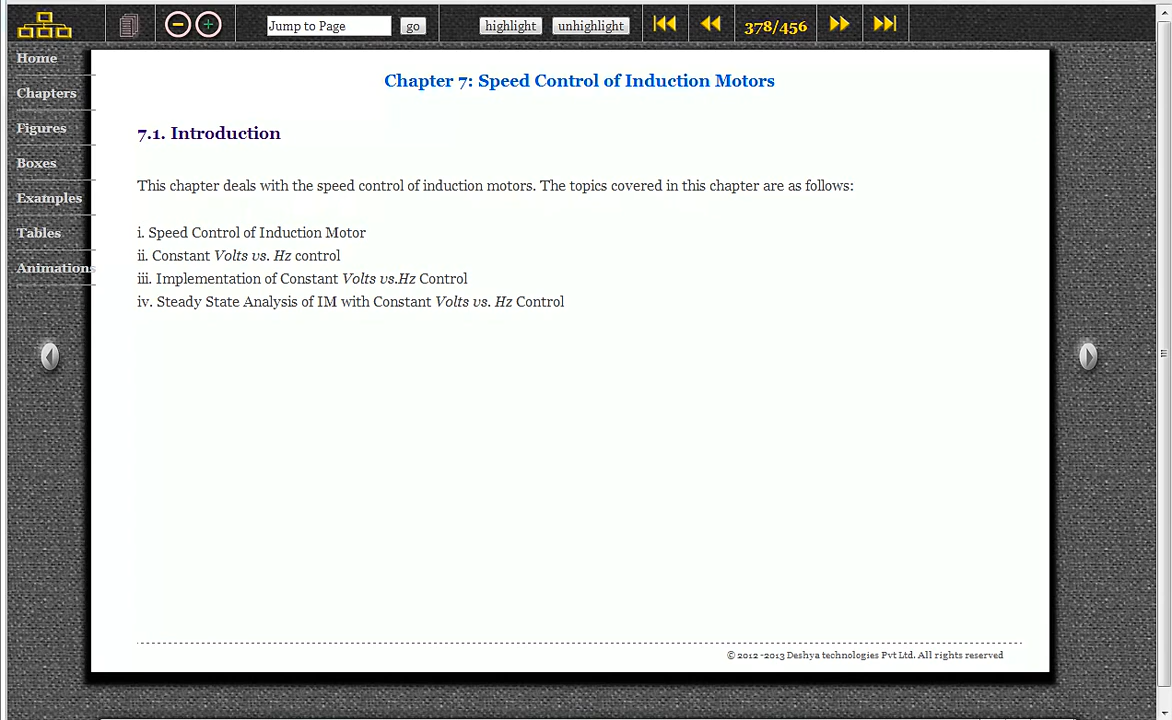 Jump to Page go highlight unhighlight 378/456
Home
Chapters
Figures
Boxes
Examples
Tables
Animations
Chapter 7: Speed Control of Induction Motors
7.1. Introduction
This chapter deals with the speed control of induction motors. The topics covered in this chapter are as follows:
i. Speed Control of Induction Motor
ii. Constant Volts vs. Hz control
iii. Implementation of Constant Volts vs.Hz Control
iv. Steady State Analysis of IM with Constant Volts vs. Hz Control
© 2012 -2013 Deshya technologies Pvt Ltd. All rights reserved